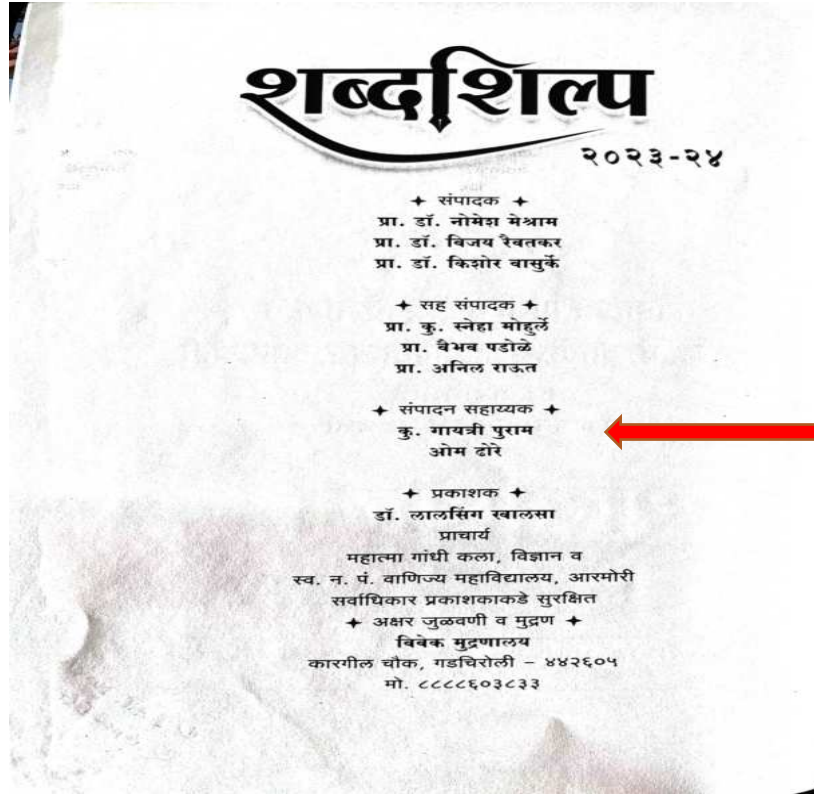 शब्दशिल्प
२०२३-२४
संपादक
प्रा. डॉ. नोमेश मेश्राम
प्रा. डॉ. विजय रैवतकर
प्रा. डॉ. किशोर वासुर्के
सह संपादक
प्रा. कु. स्नेहा मोहुर्ले
प्रा. वैभव पडोळे
प्रा. अनिल राऊत
संपादन सहाय्यक
कु. गायत्री पुराम
ओम ढोरे
प्रकाशक
डॉ. लालसिंग खालसा
प्राचार्य
महात्मा गांधी कला, विज्ञान व
स्व. न. पं. वाणिज्य महाविद्यालय, आरमोरी
सर्वाधिकार प्रकाशकाकडे सुरक्षित
अक्षर जुळवणी व मुद्रण
विवेक मुद्रणालय
कारगील चौक, गडचिरोली – ४४२६०५
मो. ८८८८६०३८३३